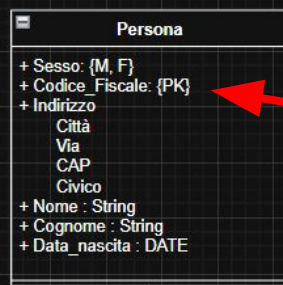 Persona
+ Sesso: {M, F}
+ Codice_Fiscale: {PK}
+ Indirizzo
Città
Via
CAP
Civico
+ Nome : String
+ Cognome : String
+ Data_nascita : DATE